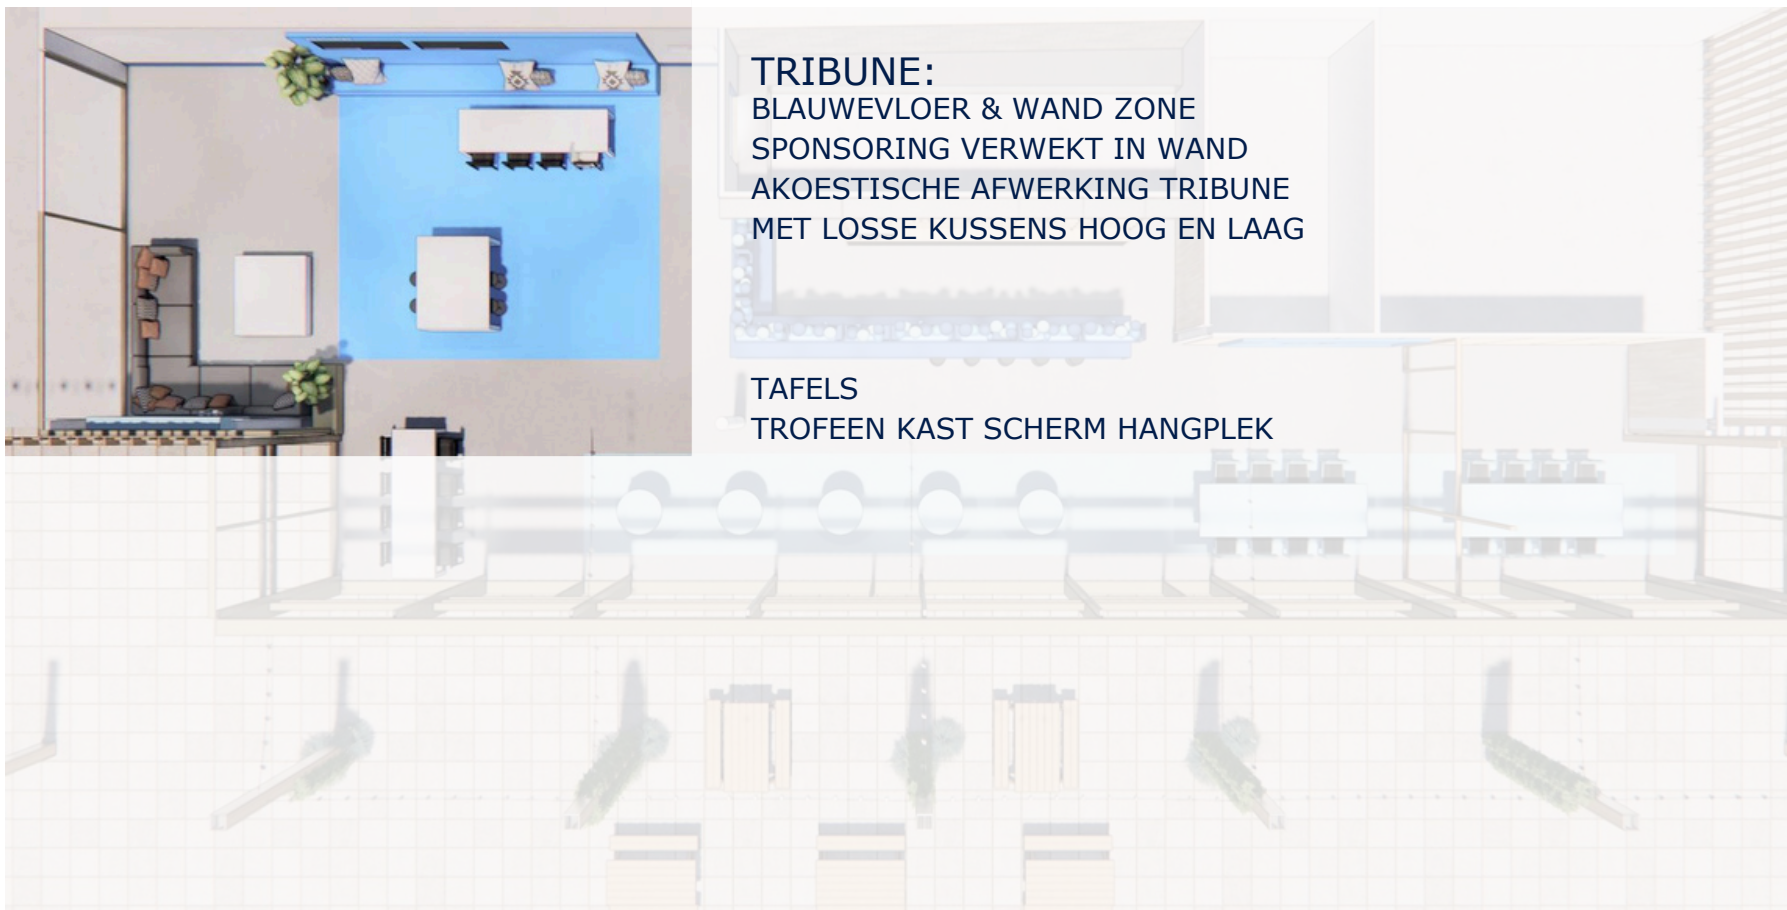 TRIBUNE:
BLAUWEVLOER & WAND ZONE
SPONSORING VERWEKT IN WAND
AKOESTISCHE AFWERKING TRIBUNE
MET LOSSE KUSSENS HOOG EN LAAG
TAFELS
TROFEEN KAST SCHERM HANGPLEK